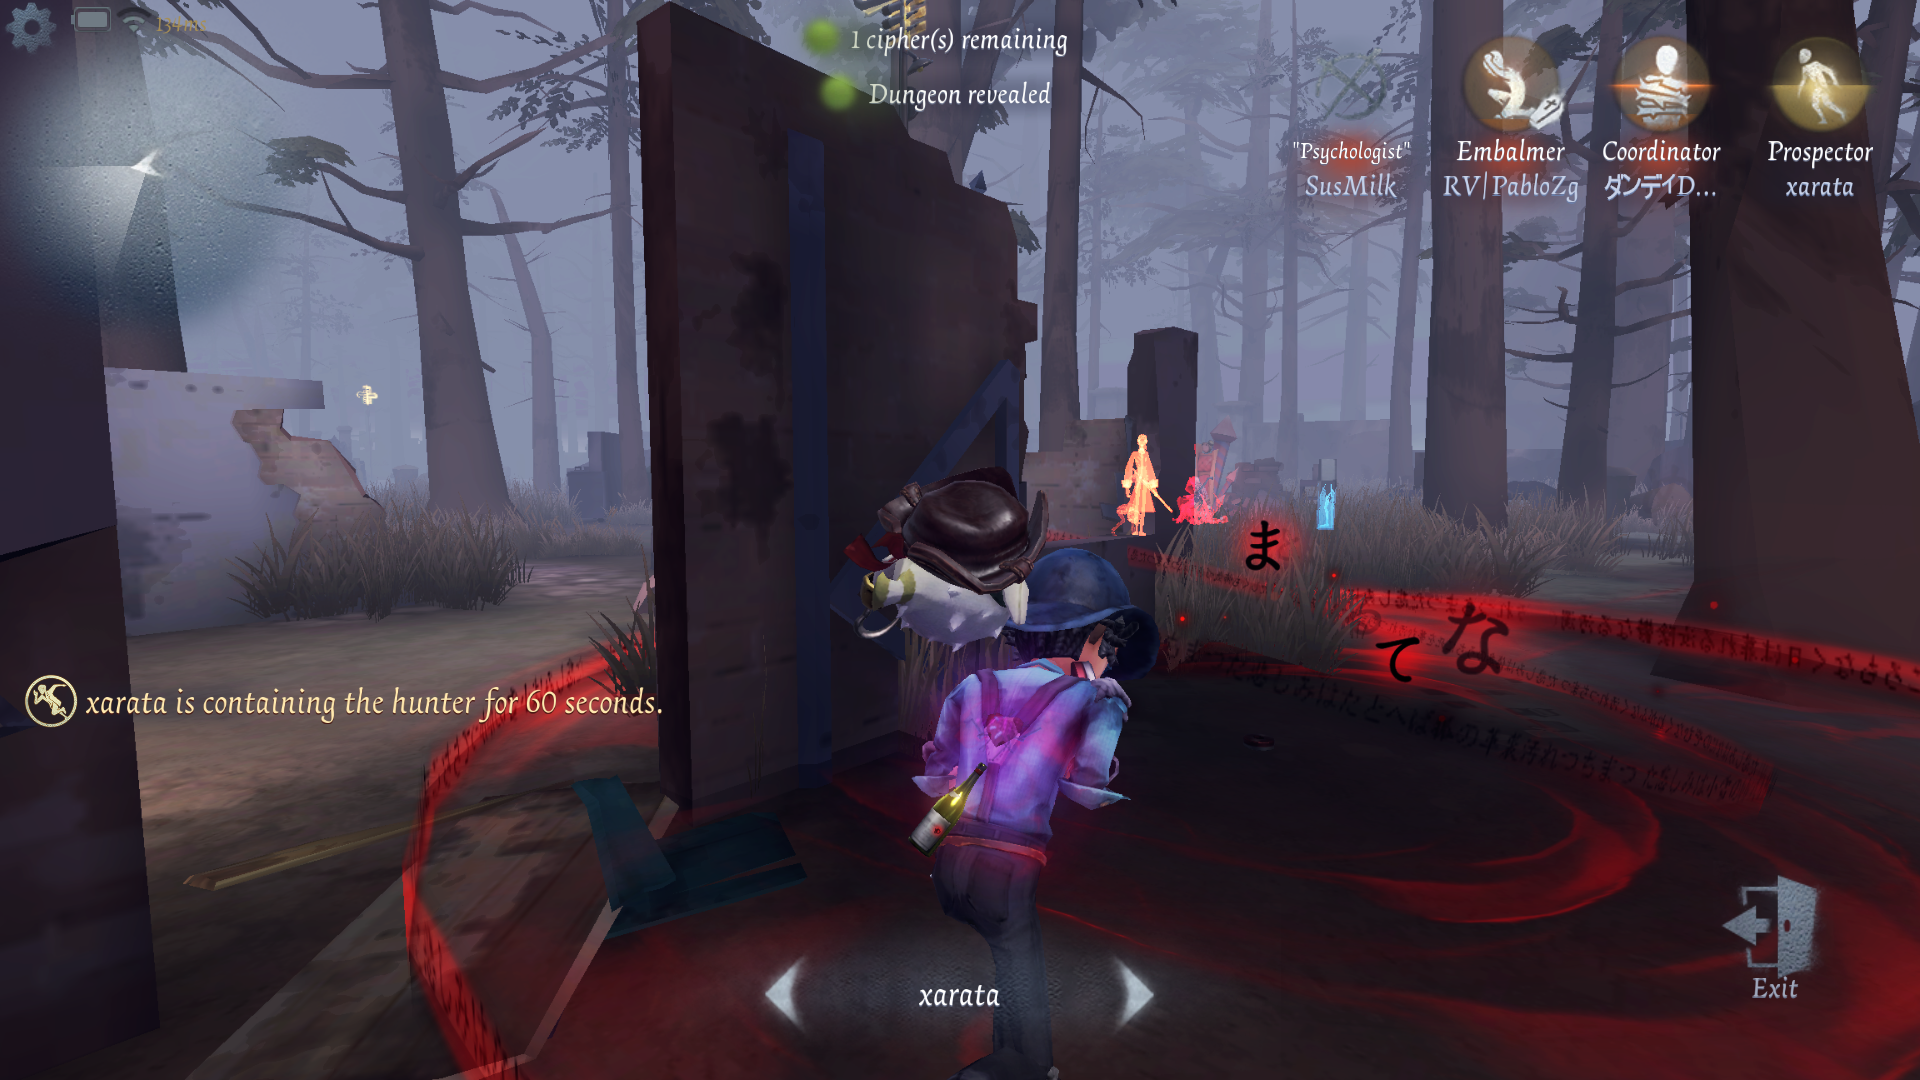 134ms
1 cipher(s) remaining
Dungeon revealed
"Psychologist"
SusMilk
Embalmer
RV|PabloZg
Coordinator
ダンデイD...
Prospector
xarata
ま
て
な
xarata is containing the hunter for 60 seconds.
xarata
Exit